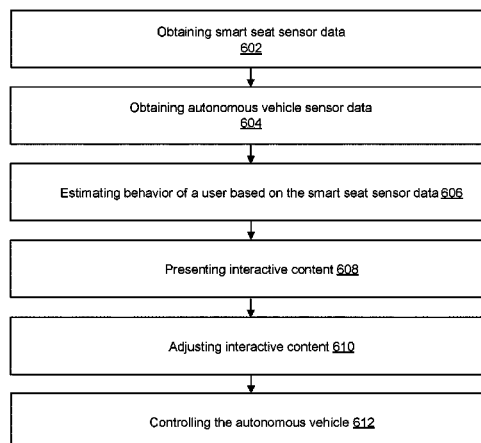 Obtaining smart seat sensor data
602
Obtaining autonomous vehicle sensor data
604
Estimating behavior of a user based on the smart seat sensor data 606
Presenting interactive content 608
Adjusting interactive content 610
Controlling the autonomous vehicle 612